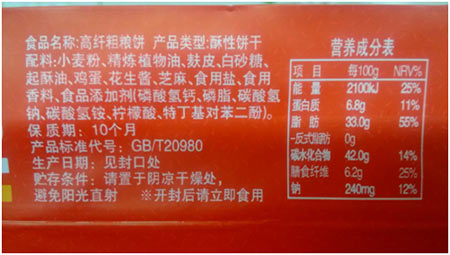 食品名称:高纤粗粮饼 产品类型:酥性饼干
配料:小麦粉、精炼植物油、麸皮、白砂糖、
起酥油、鸡蛋、花生酱、芝麻、食用盐、食用
香料、食品添加剂(磷酸氢钙、磷脂、碳酸氢
钠、碳酸氢铵、柠檬酸、特丁基对苯二酚)。
保质期:10个月
产品标准代号:GB/T20980
生产日期:见封口处
贮存条件:请置于阴凉干燥处,
避免阳光直射 ※开封后请立即食用
营养成分表
项 目 每100g NRV%
能 量 2100kJ 25%
蛋白质 6.8g 11%
脂 肪 33.0g 55%
-反式脂肪 0g
碳水化合物 42.0g 14%
膳食纤维 6.2g 25%
钠 240mg 12%